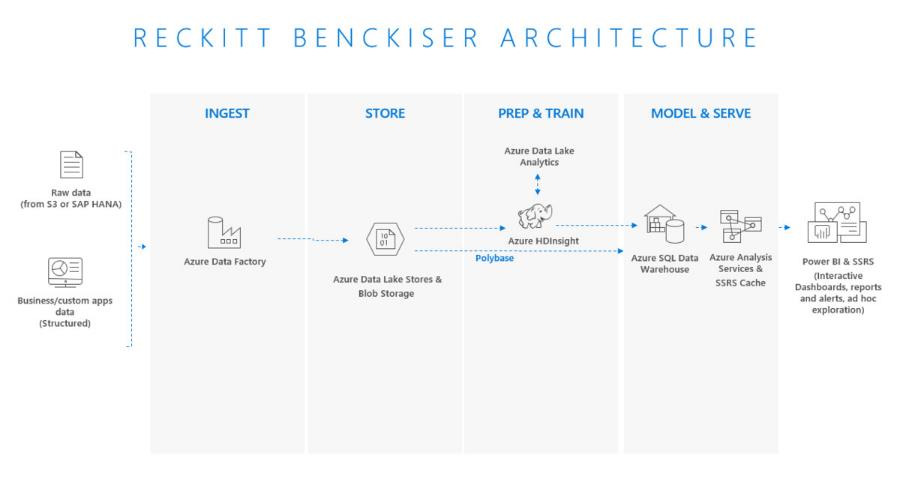 RECKITT BENCKISER ARCHITECTURE
INGEST
STORE
PREP & TRAIN
MODEL & SERVE
Raw data
(from S3 or SAP HANA)
Business/custom apps
data
(Structured)
Azure Data Factory
10
01
Azure Data Lake Stores &
Blob Storage
Azure Data Lake
Analytics
Azure HDInsight
Polybase
Azure SQL Data
Warehouse
Azure Analysis
Services &
SSRS Cache
Power BI & SSRS
(Interactive
Dashboards, reports
and alerts, ad hoc
exploration)